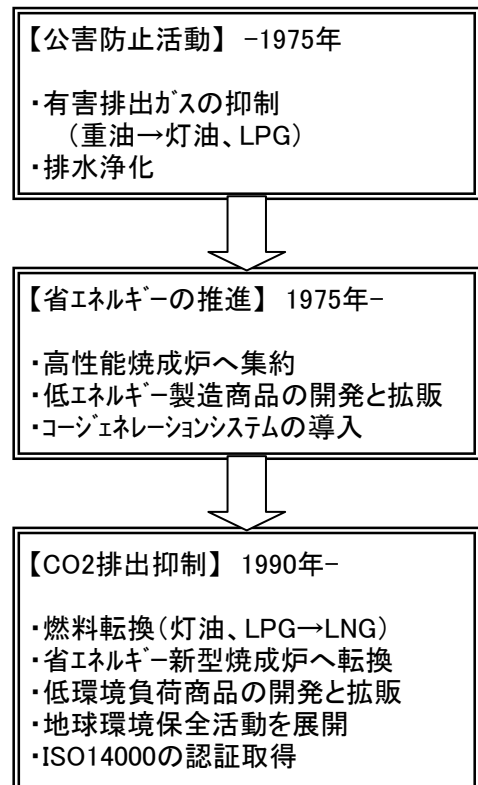 【公害防止活動】 -1975年
・有害排出ｶﾞｽの抑制
（重油→灯油、LPG）
・排水浄化
【省ｴﾈﾙｷﾞｰの推進】 1975年-
・高性能焼成炉へ集約
・低ｴﾈﾙｷﾞｰ製造商品の開発と拡販
・ｺｰｼﾞｪﾈﾚｰｼｮﾝｼｽﾃﾑの導入
【CO2排出抑制】 1990年-
・燃料転換（灯油、LPG→LNG）
・省ｴﾈﾙｷﾞｰ新型焼成炉へ転換
・低環境負荷商品の開発と拡販
・地球環境保全活動を展開
・ISO14000の認証取得